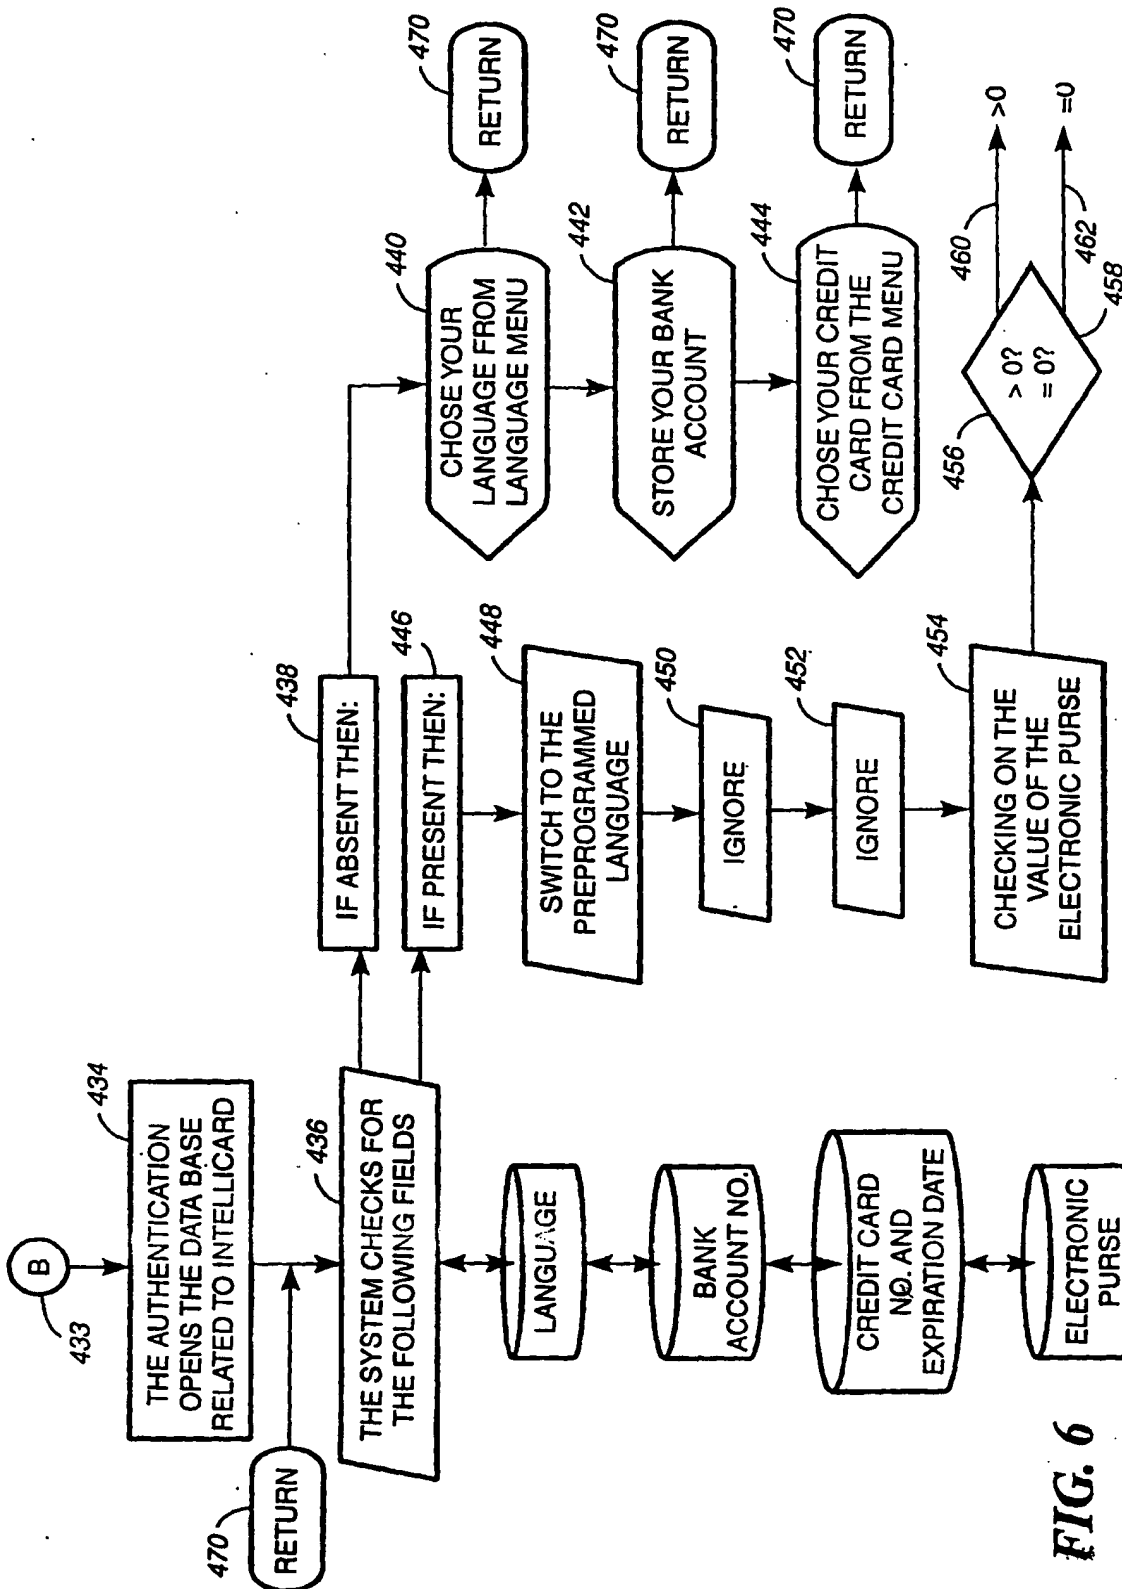 B
433
THE AUTHENTICATION
OPENS THE DATA BASE
RELATED TO INTELLICARD
434
RETURN
470
THE SYSTEM CHECKS FOR
THE FOLLOWING FIELDS
436
LANGUAGE
BANK
ACCOUNT NO.
CREDIT CARD
NO. AND
EXPIRATION DATE
ELECTRONIC
PURSE
IF ABSENT THEN:
438
IF PRESENT THEN:
446
SWITCH TO THE
PREPROGRAMMED
LANGUAGE
448
IGNORE
450
IGNORE
452
CHECKING ON THE
VALUE OF THE
ELECTRONIC PURSE
454
CHOSE YOUR
LANGUAGE FROM
LANGUAGE MENU
440
RETURN
470
STORE YOUR BANK
ACCOUNT
442
RETURN
470
CHOSE YOUR CREDIT
CARD FROM THE
CREDIT CARD MENU
444
RETURN
470
> 0?
= 0?
456
458
460
>0
462
=0
FIG. 6